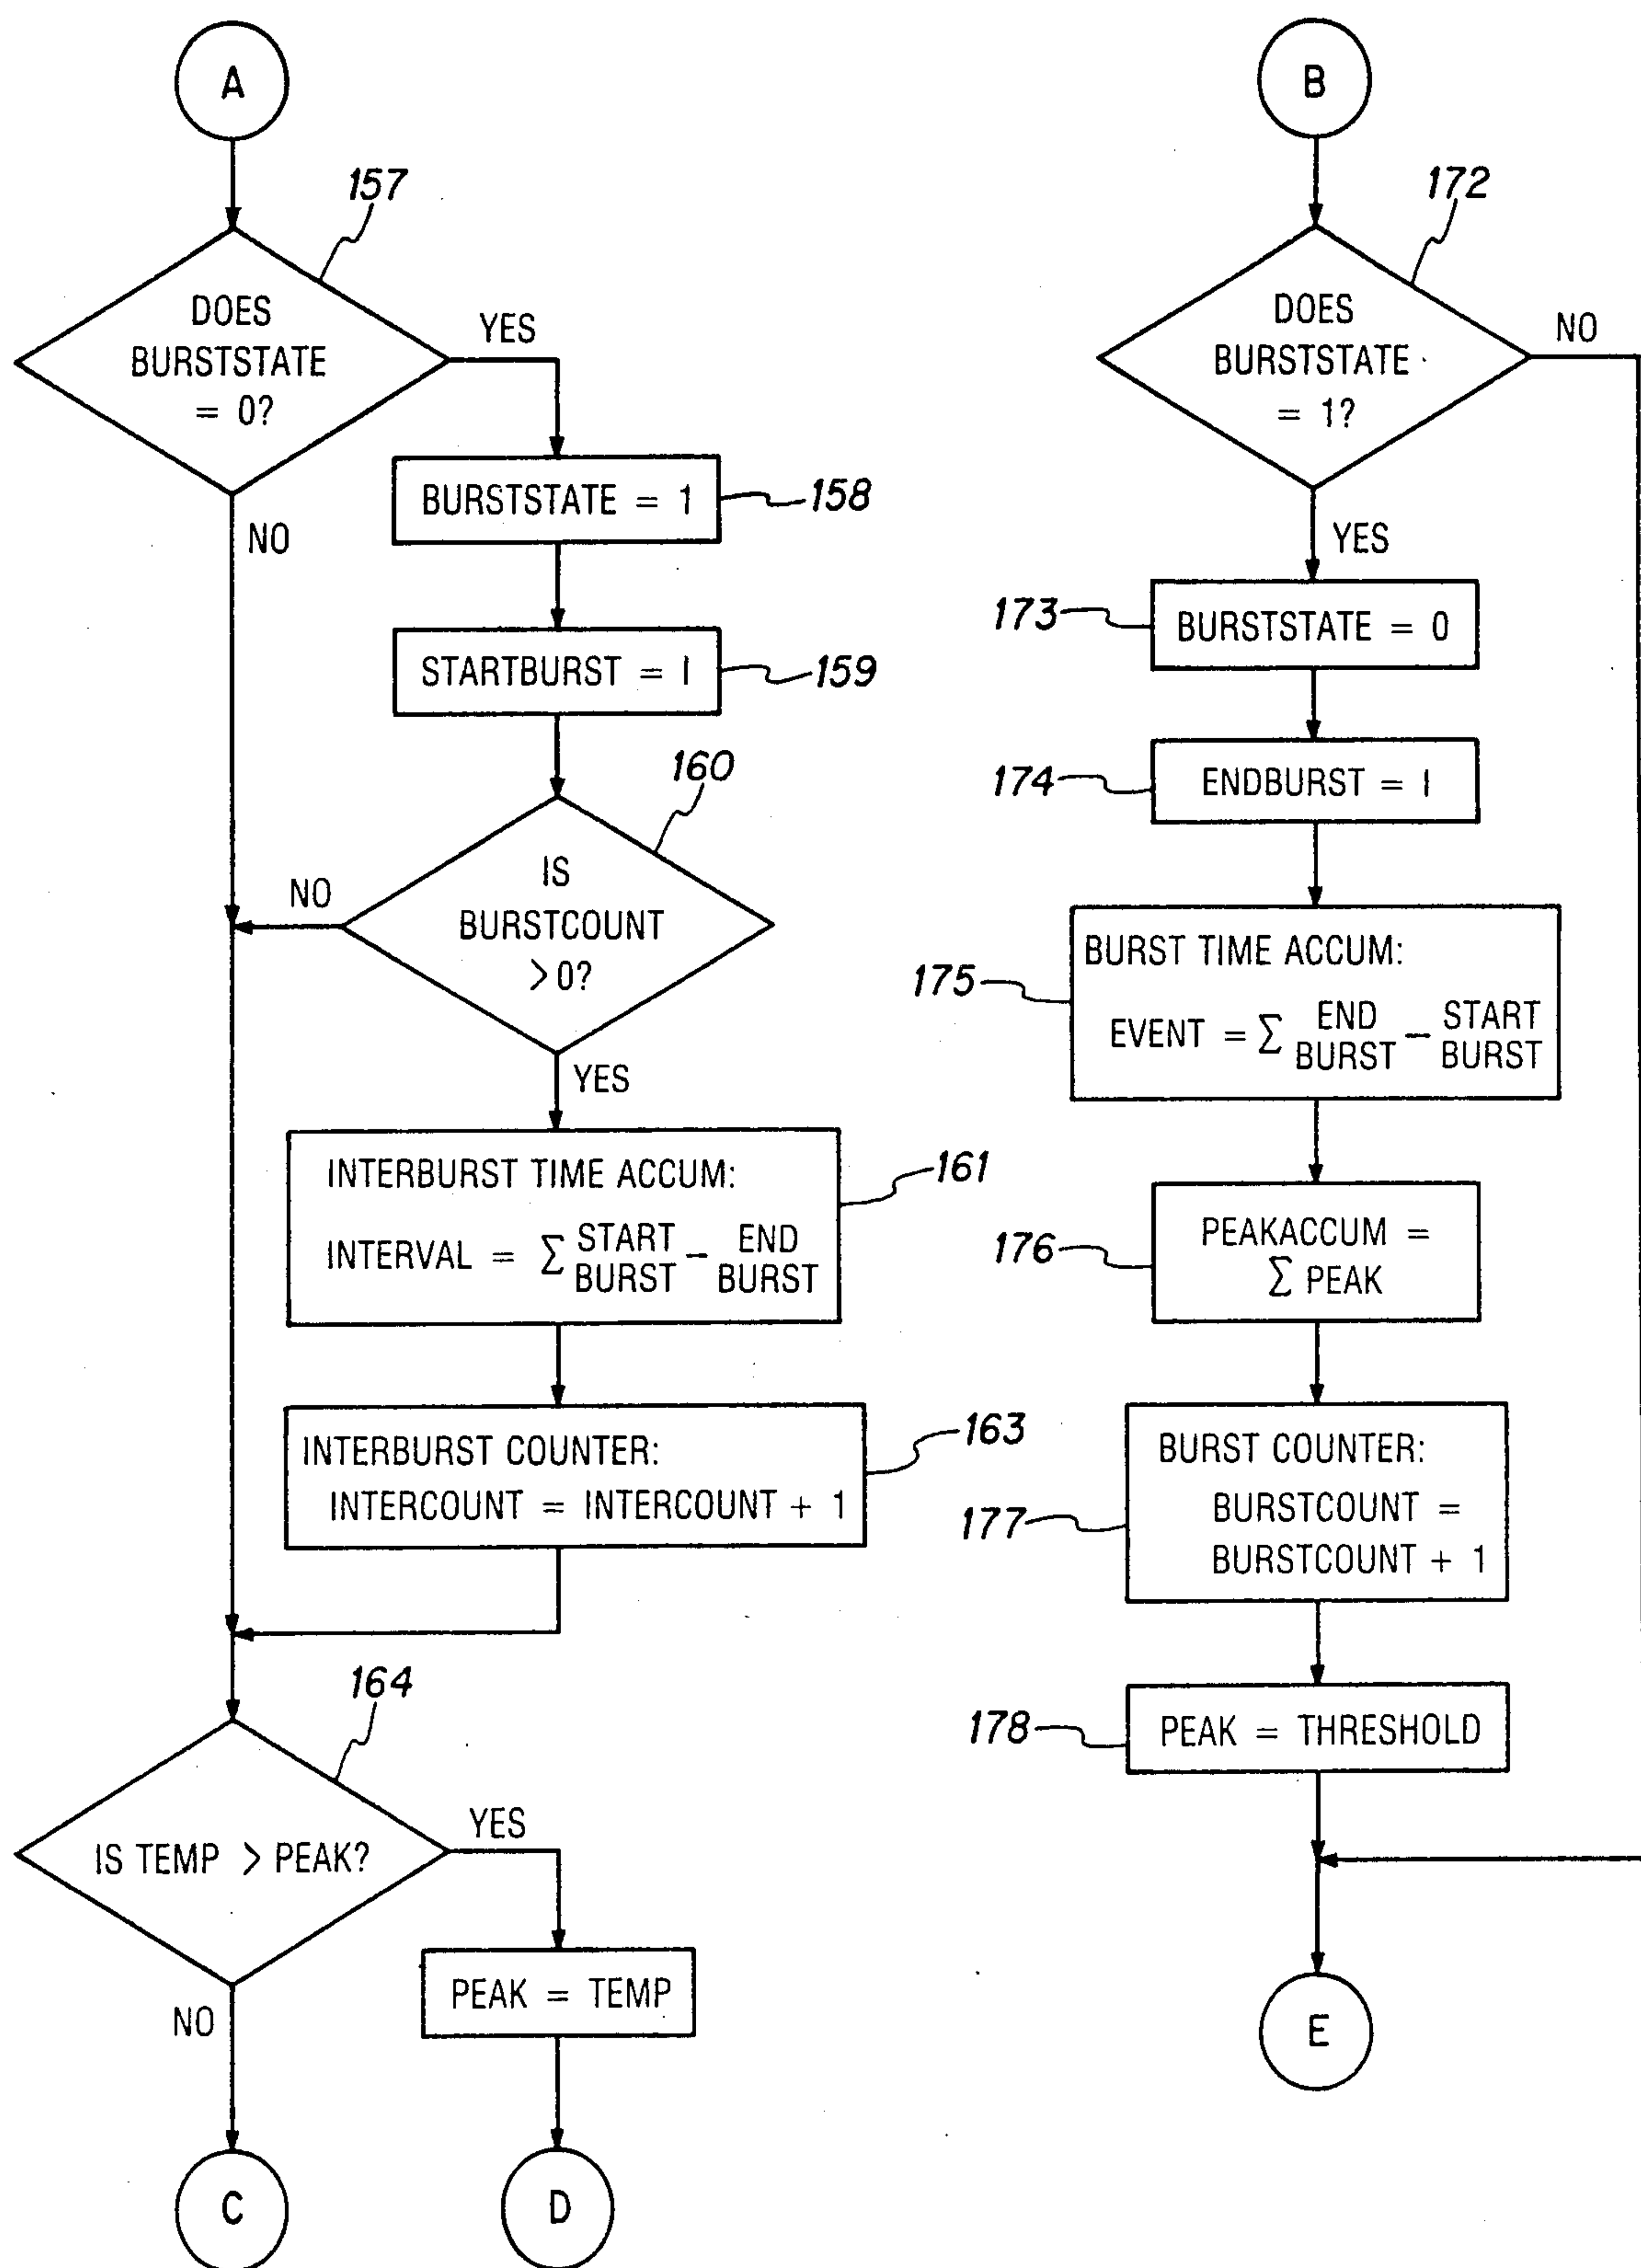 A
157
DOES
BURSTSTATE
= 0?
YES
NO
BURSTSTATE = 1
158
STARTBURST = I
159
160
IS
BURSTCOUNT
>0?
NO
YES
INTERBURST TIME ACCUM:
INTERVAL = Σ START BURST – END BURST
161
INTERBURST COUNTER:
INTERCOUNT = INTERCOUNT + 1
163
164
IS TEMP > PEAK?
YES
NO
PEAK = TEMP
C
D
B
172
DOES
BURSTSTATE
= 1?
NO
YES
173
BURSTSTATE = 0
174
ENDBURST = I
175
BURST TIME ACCUM:
EVENT = Σ END BURST – START BURST
176
PEAKACCUM =
Σ PEAK
177
BURST COUNTER:
BURSTCOUNT =
BURSTCOUNT + 1
178
PEAK = THRESHOLD
E